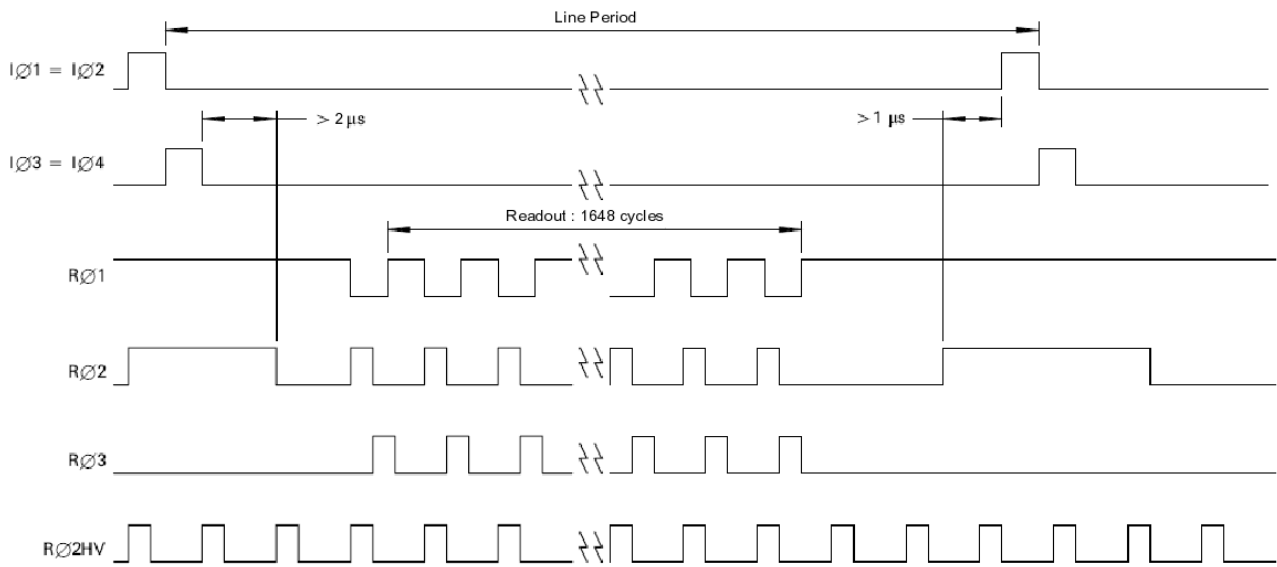 Line Period
IØ1 = IØ2
> 2 µs
> 1 µs
IØ3 = IØ4
Readout : 1648 cycles
RØ1
RØ2
RØ3
RØ2HV